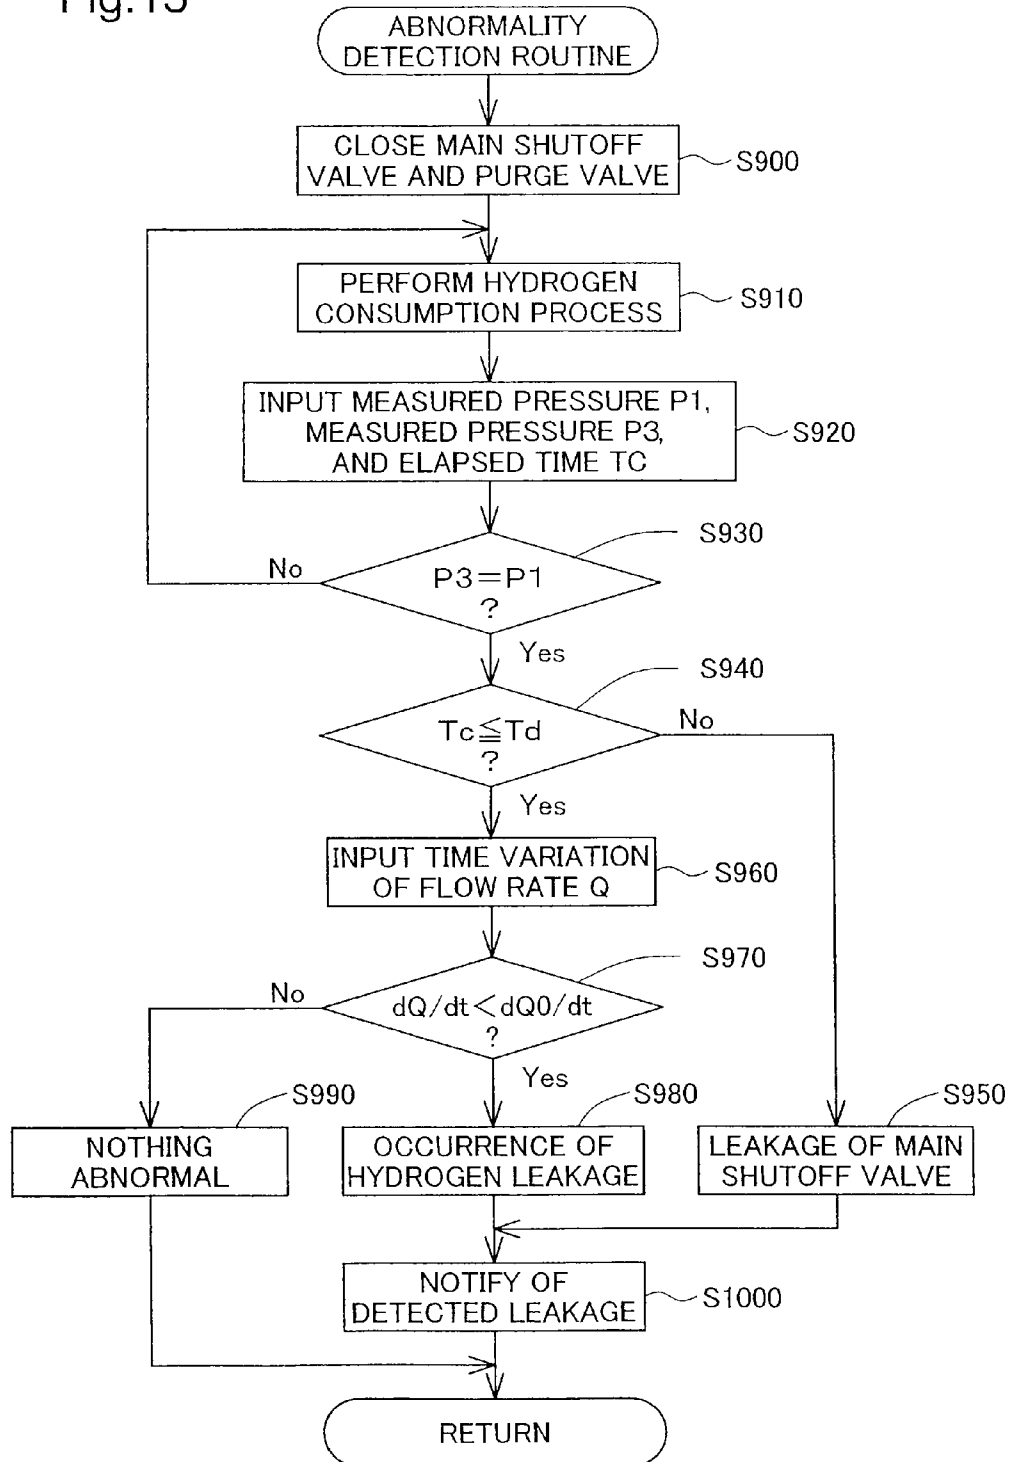 Fig.15
ABNORMALITY
DETECTION ROUTINE
CLOSE MAIN SHUTOFF
VALVE AND PURGE VALVE
S900
PERFORM HYDROGEN
CONSUMPTION PROCESS
S910
INPUT MEASURED PRESSURE P1,
MEASURED PRESSURE P3,
AND ELAPSED TIME TC
S920
S930
No
P3=P1
?
Yes
S940
No
Tc≦Td
?
Yes
INPUT TIME VARIATION
OF FLOW RATE Q
S960
S970
No
dQ/dt<dQ0/dt
?
Yes
S990
S980
S950
NOTHING
ABNORMAL
OCCURRENCE OF
HYDROGEN LEAKAGE
LEAKAGE OF MAIN
SHUTOFF VALVE
NOTIFY OF
DETECTED LEAKAGE
S1000
RETURN